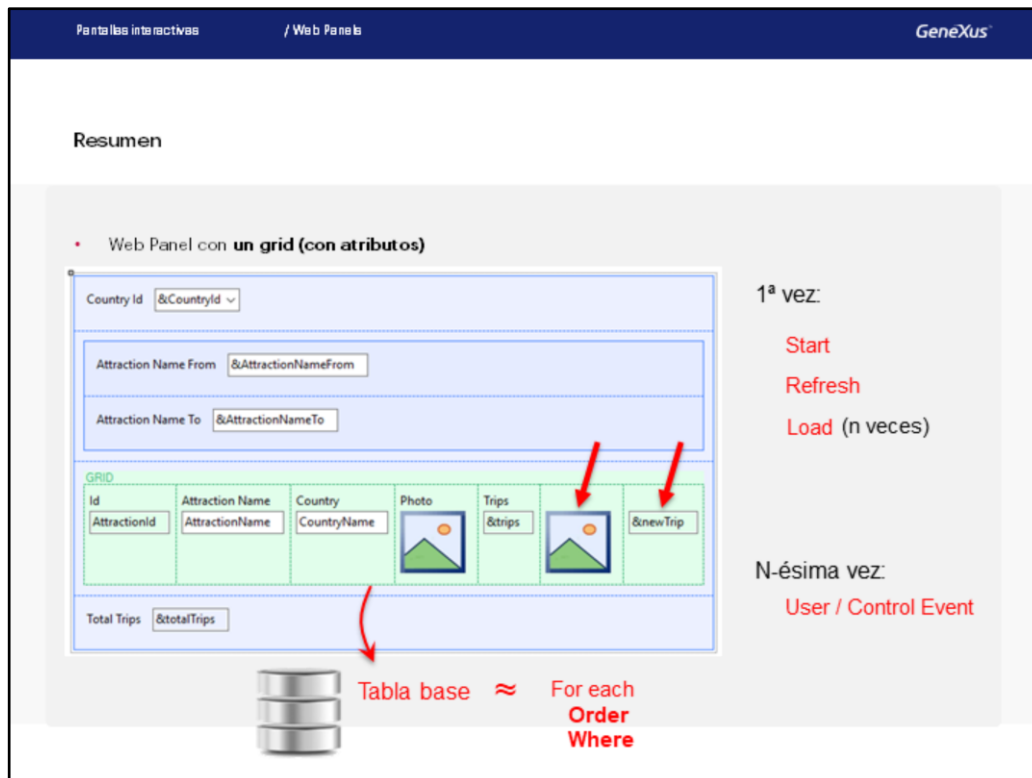 Pantallas interactivas / Web Panels GeneXus
Resumen
• Web Panel con un grid (con atributos)
Country Id &CountryId
Attraction Name From &AttractionNameFrom
Attraction Name To &AttractionNameTo
GRID
Id Attraction Name Country Photo Trips
AttractionId AttractionName CountryName &trips &newTrip
Total Trips &totalTrips
1ª vez:
Start
Refresh
Load (n veces)
N-ésima vez:
User / Control Event
Tabla base ≈ For each
Order
Where